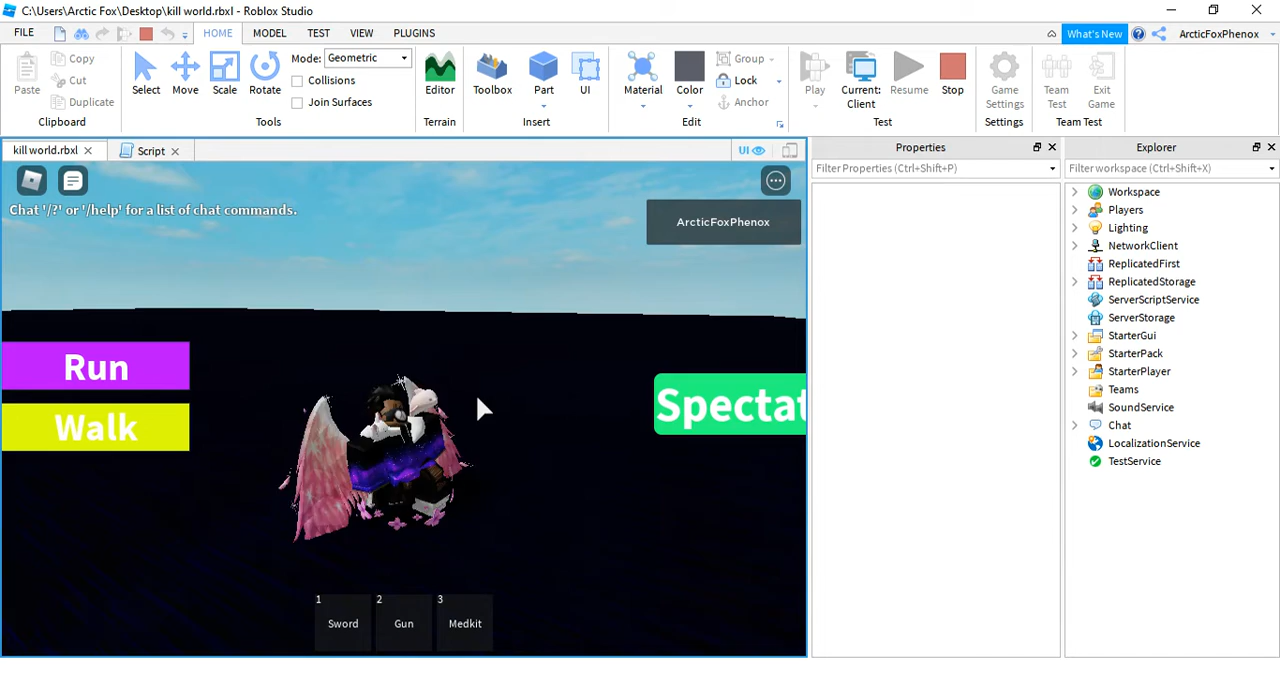 C:\Users\Arctic Fox\Desktop\kill world.rbxl - Roblox Studio
FILE HOME MODEL TEST VIEW PLUGINS What's New ArcticFoxPhenox
Paste Copy Cut Duplicate Clipboard
Select Move Scale Rotate Mode: Geometric Collisions Join Surfaces Tools
Editor Terrain
Toolbox Part UI Insert
Material Color Group Lock Anchor Edit
Play Current: Client Resume Stop Test
Game Settings Settings
Team Test Exit Game Team Test
kill world.rbxl Script UI
Chat '/?' or '/help' for a list of chat commands.
ArcticFoxPhenox
Run
Walk
Spectat
1 Sword
2 Gun
3 Medkit
Properties
Filter Properties (Ctrl+Shift+P)
Explorer
Filter workspace (Ctrl+Shift+X)
Workspace
Players
Lighting
NetworkClient
ReplicatedFirst
ReplicatedStorage
ServerScriptService
ServerStorage
StarterGui
StarterPack
StarterPlayer
Teams
SoundService
Chat
LocalizationService
TestService